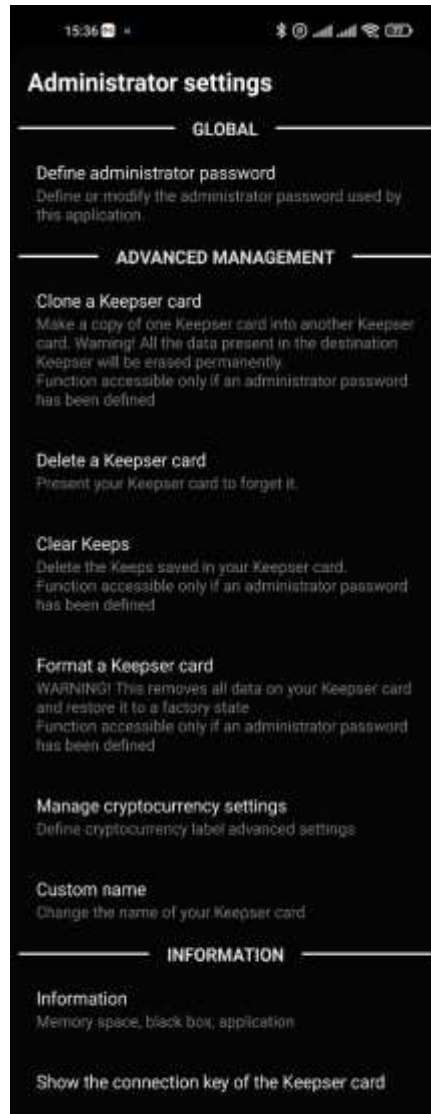 15:36
Administrator settings
GLOBAL
Define administrator password
Define or modify the administrator password used by
this application.
ADVANCED MANAGEMENT
Clone a Keepser card
Make a copy of one Keepser card into another Keepser
card. Warning! All the data present in the destination
Keepser will be erased permanently.
Function accessible only if an administrator password
has been defined
Delete a Keepser card
Present your Keepser card to forget it.
Clear Keeps
Delete the Keeps saved in your Keepser card.
Function accessible only if an administrator password
has been defined
Format a Keepser card
WARNING! This removes all data on your Keepser card
and restore it to a factory state
Function accessible only if an administrator password
has been defined
Manage cryptocurrency settings
Define cryptocurrency label advanced settings
Custom name
Change the name of your Keepser card
INFORMATION
Information
Memory space, black box, application
Show the connection key of the Keepser card